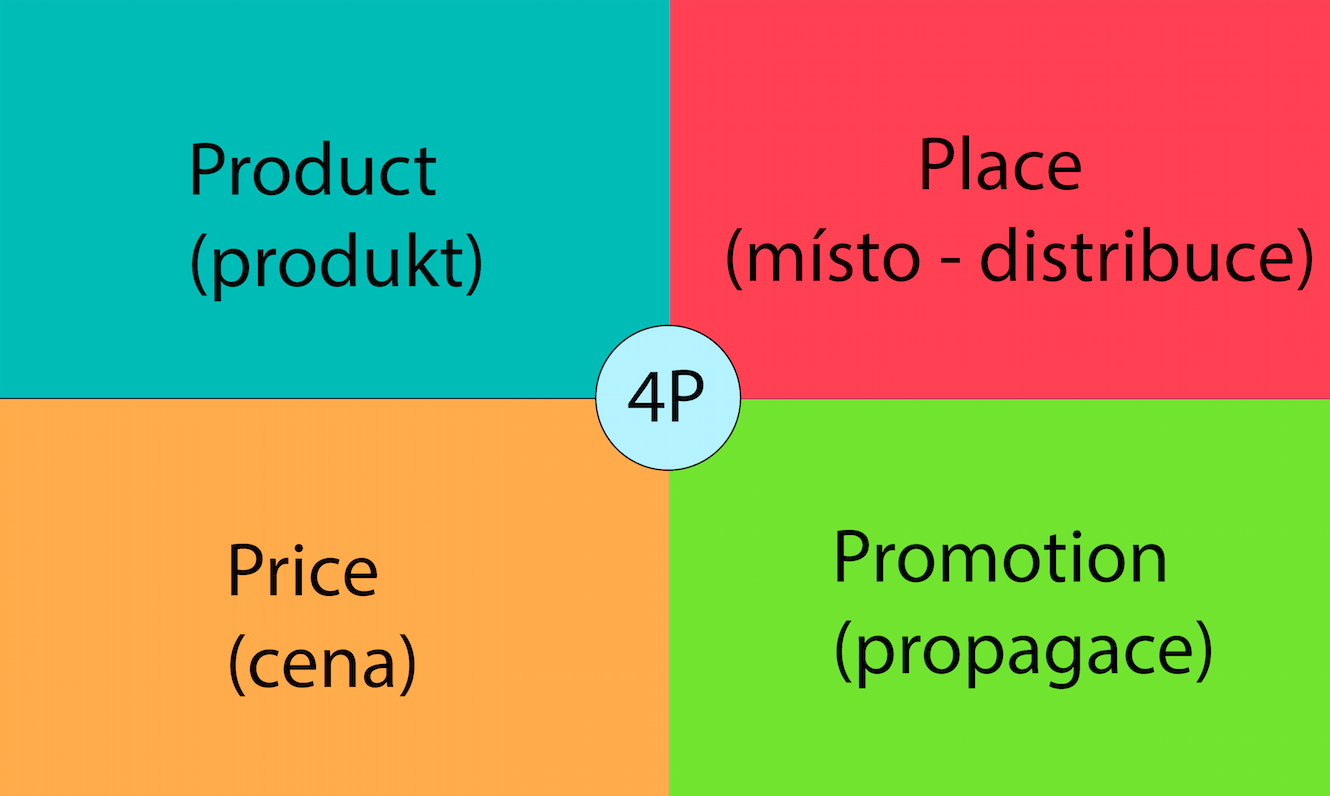 Product
(produkt)
Place
(místo - distribuce)
4P
Price
(cena)
Promotion
(propagace)